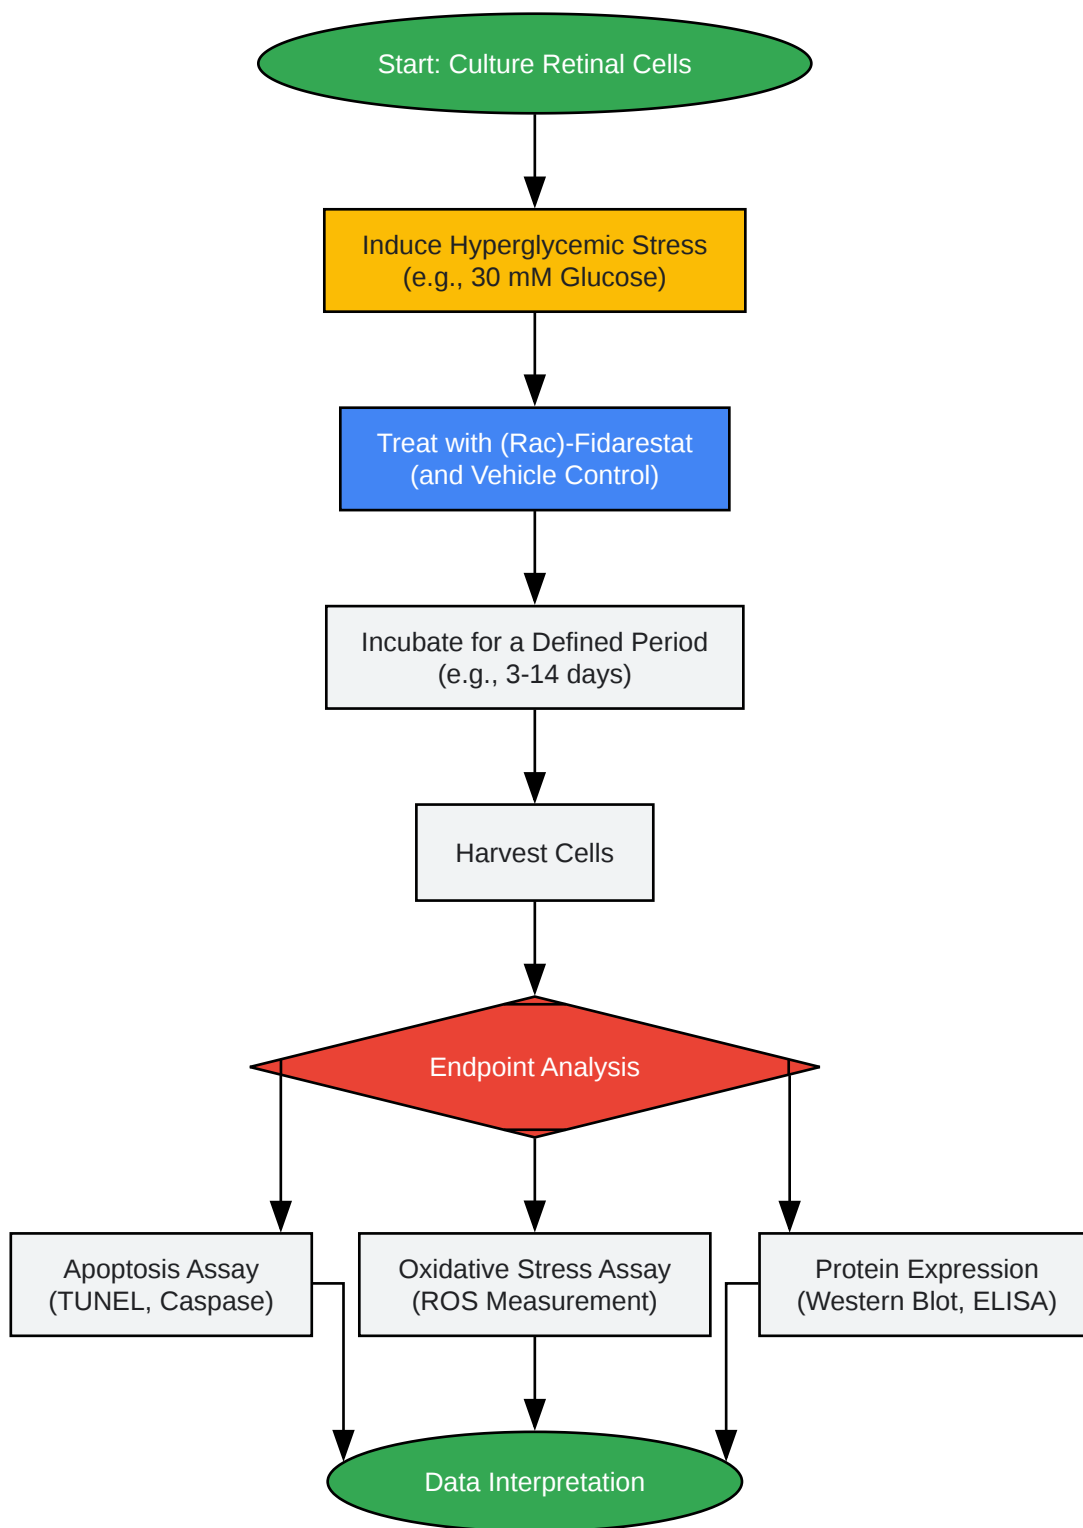 Start: Culture Retinal Cells
Induce Hyperglycemic Stress
(e.g., 30 mM Glucose)
Treat with (Rac)-Fidarestat
(and Vehicle Control)
Incubate for a Defined Period
(e.g., 3-14 days)
Harvest Cells
Endpoint Analysis
Apoptosis Assay
(TUNEL, Caspase)
Oxidative Stress Assay
(ROS Measurement)
Protein Expression
(Western Blot, ELISA)
Data Interpretation